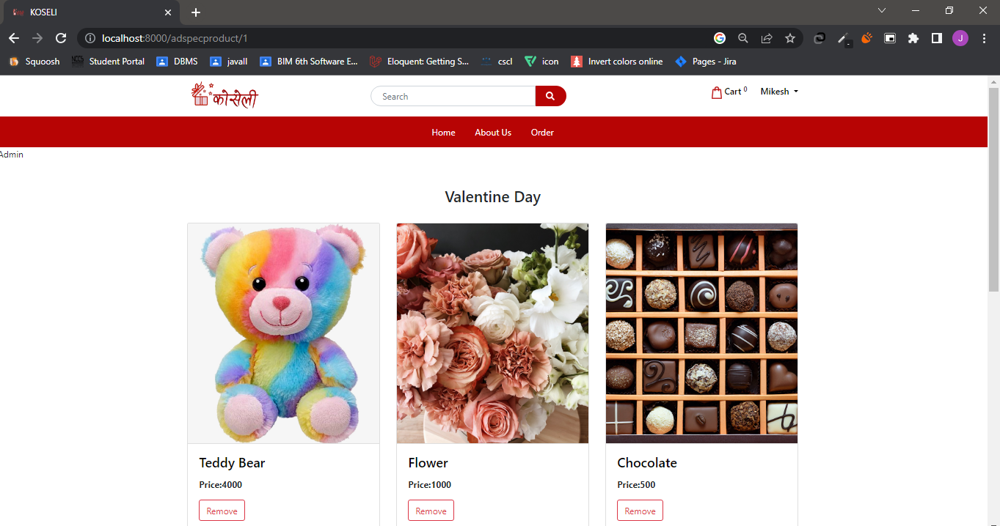 KOSELI
localhost:8000/adspecproduct/1
J
Squoosh
Student Portal
DBMS
javaII
BIM 6th Software E...
Eloquent: Getting S...
cscl
icon
Invert colors online
Pages - Jira
कोसेली
Search
Cart 0
Mikesh
Home
About Us
Order
Admin
Valentine Day
Teddy Bear
Flower
Chocolate
Price:4000
Price:1000
Price:500
Remove
Remove
Remove